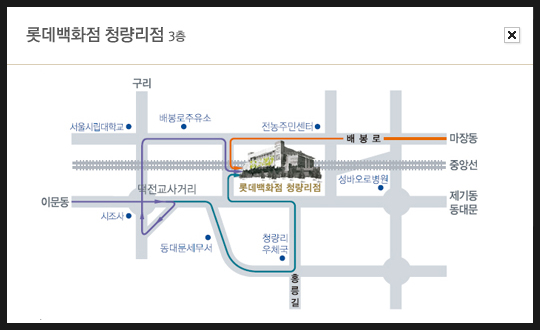 롯데백화점 청량리점 3층
구리
서울시립대학교
배봉로주유소
전농주민센터
배 봉 로
마장동
중앙선
롯데백화점 청량리점
성바오로병원
떡전교사거리
이문동
제기동
동대문
시조사
동대문세무서
청량리
우체국
홍릉길